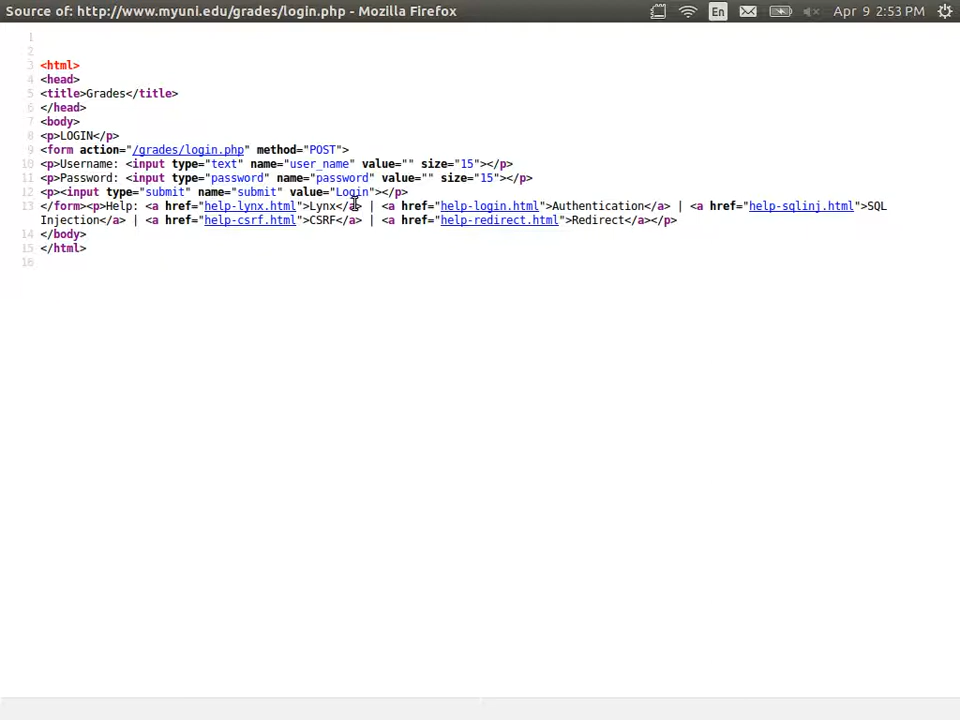 Source of: http://www.myuni.edu/grades/login.php - Mozilla Firefox En Apr 9 2:53 PM
1
2
3 <html>
4 <head>
5 <title>Grades</title>
6 </head>
7 <body>
8 <p>LOGIN</p>
9 <form action="/grades/login.php" method="POST">
10 <p>Username: <input type="text" name="user_name" value="" size="15"></p>
11 <p>Password: <input type="password" name="password" value="" size="15"></p>
12 <p><input type="submit" name="submit" value="Login"></p>
13 </form><p>Help: <a href="help-lynx.html">Lynx</a> | <a href="help-login.html">Authentication</a> | <a href="help-sqlinj.html">SQL
Injection</a> | <a href="help-csrf.html">CSRF</a> | <a href="help-redirect.html">Redirect</a></p>
14 </body>
15 </html>
16